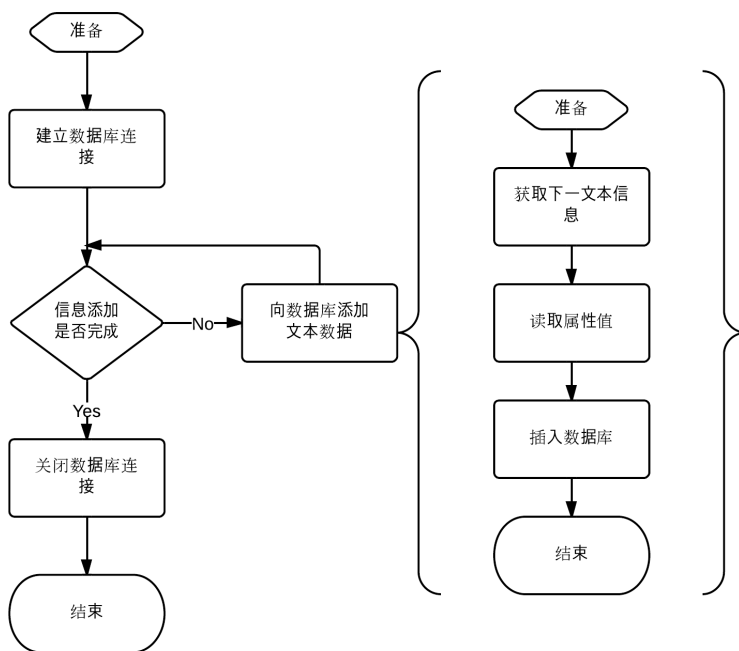 准备
建立数据库连
接
信息添加
是否完成
No
向数据库添加
文本数据
Yes
关闭数据库连
接
结束
准备
获取下一文本信
息
读取属性值
插入数据库
结束